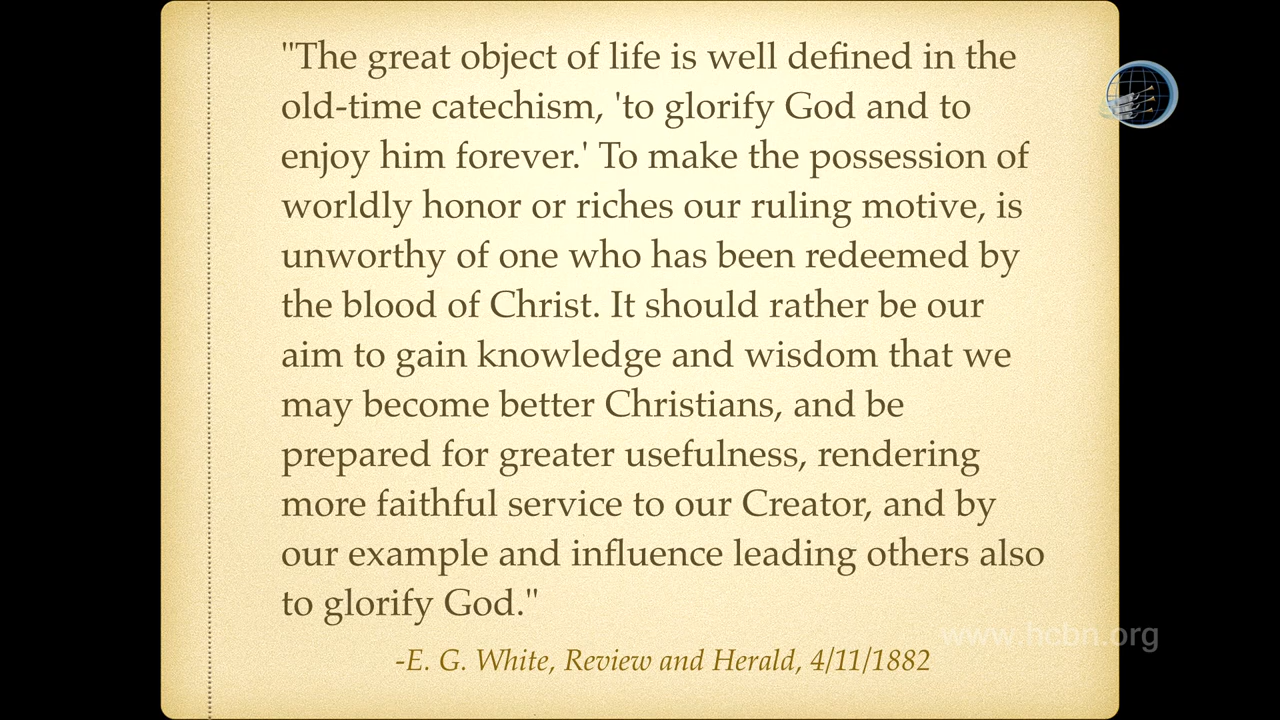 "The great object of life is well defined in the
old-time catechism, 'to glorify God and to
enjoy him forever.' To make the possession of
worldly honor or riches our ruling motive, is
unworthy of one who has been redeemed by
the blood of Christ. It should rather be our
aim to gain knowledge and wisdom that we
may become better Christians, and be
prepared for greater usefulness, rendering
more faithful service to our Creator, and by
our example and influence leading others also
to glorify God."
www.hcbn.org
-E. G. White, Review and Herald, 4/11/1882